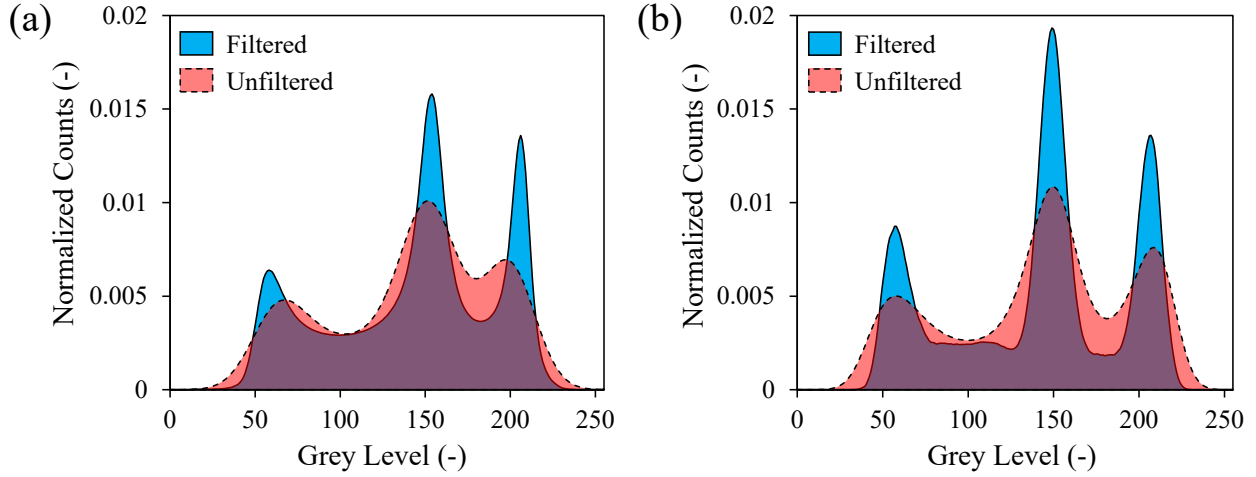 (a)
Normalized Counts (-)
0.02
0.015
0.01
0.005
0
Filtered
Unfiltered
0 50 100 150 200 250
Grey Level (-)
(b)
Normalized Counts (-)
0.02
0.015
0.01
0.005
0
Filtered
Unfiltered
0 50 100 150 200 250
Grey Level (-)